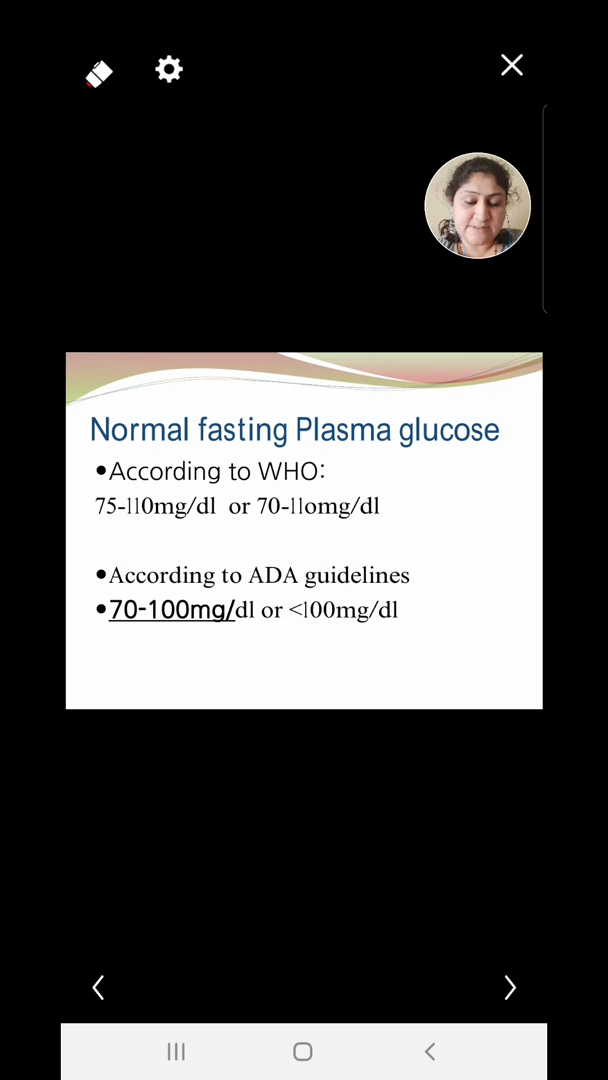 Normal fasting Plasma glucose
•According to WHO:
75-110mg/dl or 70-11omg/dl
•According to ADA guidelines
•70-100mg/dl or <100mg/dl